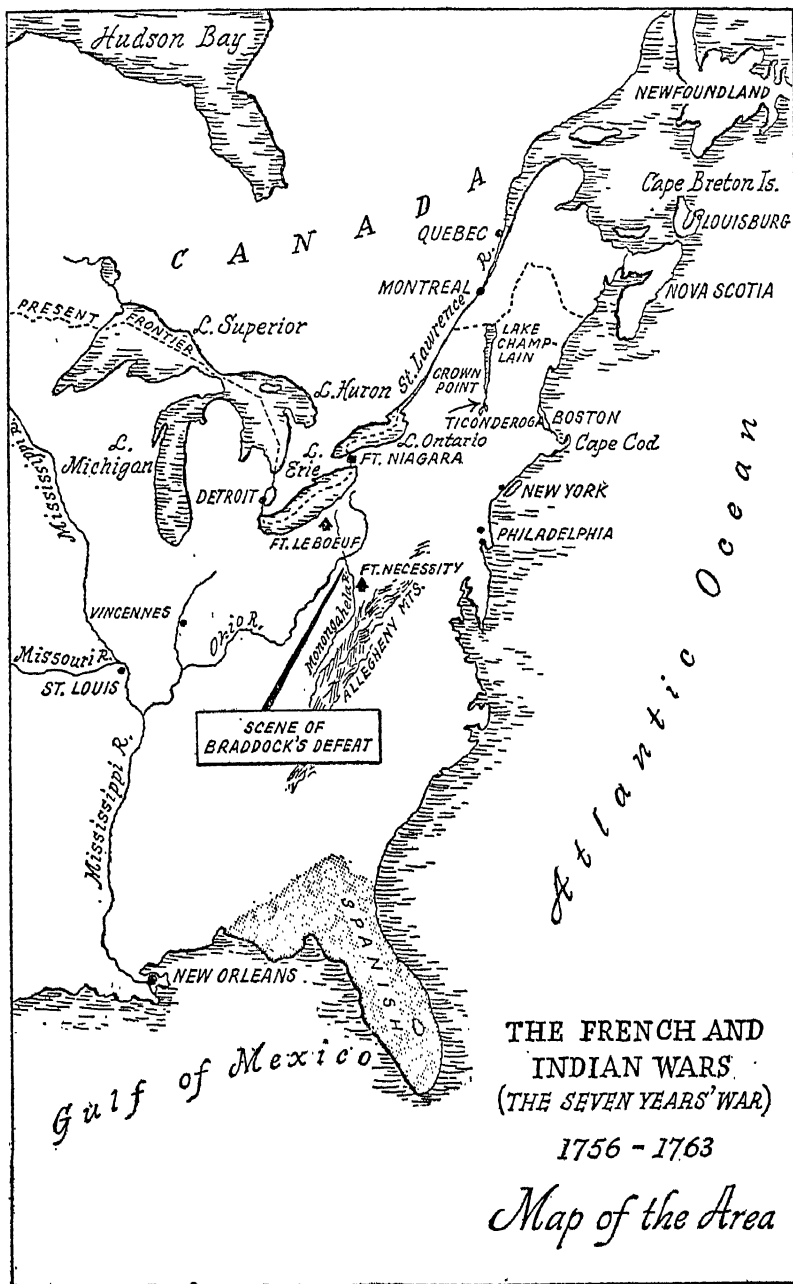 Hudson Bay
NEWFOUNDLAND
Cape Breton Is.
LOUISBURG
CANADA
QUEBEC
MONTREAL
NOVA SCOTIA
St. Lawrence R.
PRESENT FRONTIER
L. Superior
LAKE
CHAMP-
LAIN
CROWN
POINT
L. Huron
TICONDEROGA
BOSTON
Cape Cod
L. Ontario
L.
Michigan
L.
Erie
FT. NIAGARA
Mississippi R.
DETROIT
NEW YORK
PHILADELPHIA
FT. LE BOEUF
FT. NECESSITY
VINCENNES
Ohio R.
Monongahela R.
ALLEGHENY MTS.
Missouri R.
ST. LOUIS
SCENE OF
BRADDOCK'S DEFEAT
Mississippi R.
Atlantic Ocean
SPANISH
NEW ORLEANS
Gulf of Mexico
THE FRENCH AND
INDIAN WARS
(THE SEVEN YEARS' WAR)
1756 - 1763
Map of the Area